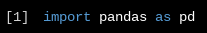 [1] import pandas as pd